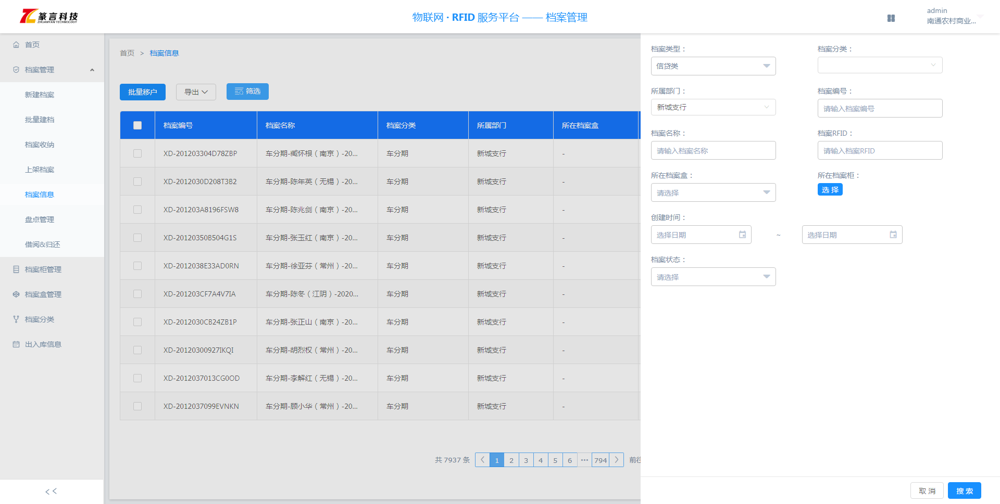 篆言科技
ZHUANYAN TECHNOLOGY
物联网 · RFID 服务平台 —— 档案管理
admin
南通农村商业...
首页
档案管理
新建档案
批量建档
档案收纳
上架档案
档案信息
盘点管理
借阅&归还
档案柜管理
档案盒管理
档案分类
出入库信息
<<
首页 > 档案信息
批量移户 导出 筛选
档案编号 档案名称 档案分类 所属部门 所在档案盒
XD-201203304D78ZBP 车分期-臧怀根（南京）-20... 车分期 新城支行 -
XD-2012030D208T3B2 车分期-陈年英（无锡）-20... 车分期 新城支行 -
XD-201203A8196FSW8 车分期-陈兆剑（南京）-20... 车分期 新城支行 -
XD-20120350B504G1S 车分期-张玉红（南京）-20... 车分期 新城支行 -
XD-2012038E33AD0RN 车分期-徐亚芬（常州）-20... 车分期 新城支行 -
XD-201203CF7A4V7IA 车分期-陈冬（江阴）-2020... 车分期 新城支行 -
XD-2012030CB24ZB1P 车分期-张正山（南京）-20... 车分期 新城支行 -
XD-20120300927IKQI 车分期-胡烈权（常州）-20... 车分期 新城支行 -
XD-2012037013CG0OD 车分期-李解红（无锡）-20... 车分期 新城支行 -
XD-2012037099EVNKN 车分期-顾小华（常州）-20... 车分期 新城支行 -
共 7937 条 < 1 2 3 4 5 6 ••• 794 > 前往
档案类型： 档案分类：
信贷类
所属部门： 档案编号：
新城支行 请输入档案编号
档案名称： 档案RFID：
请输入档案名称 请输入档案RFID
所在档案盒： 所在档案柜：
请选择 选 择
创建时间：
选择日期 ~ 选择日期
档案状态：
请选择
取 消 搜 索